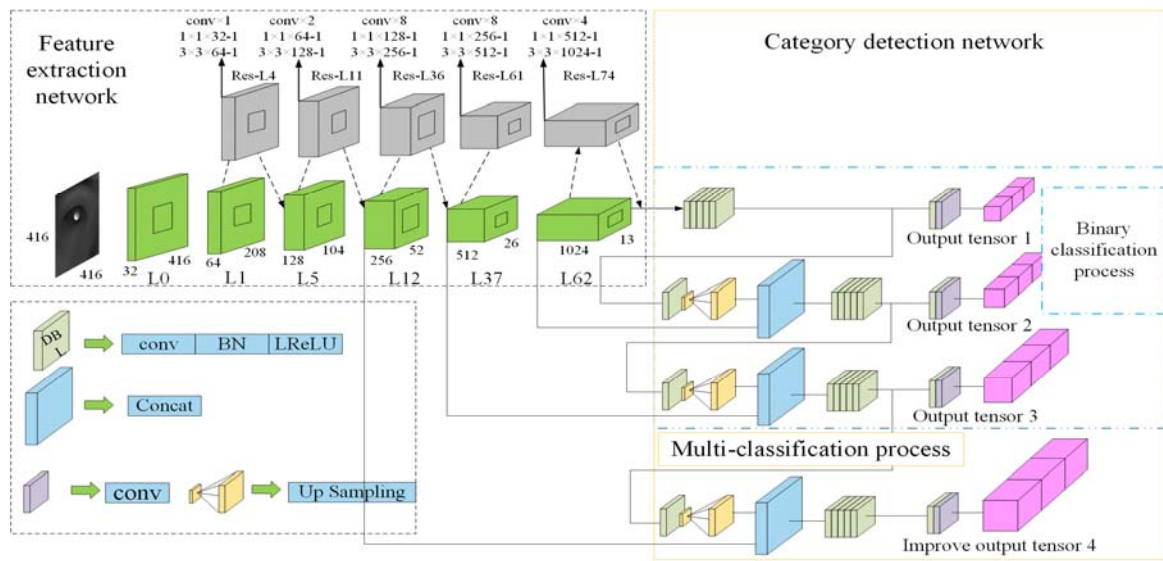 Feature
extraction
network
conv×1
1×1×32-1
3×3×64-1
conv×2
1×1×64-1
3×3×128-1
conv×8
1×1×128-1
3×3×256-1
conv×8
1×1×256-1
3×3×512-1
conv×4
1×1×512-1
3×3×1024-1
Res-L4
Res-L11
Res-L36
Res-L61
Res-L74
416
416
32
416
64
208
128
104
256
52
512
26
1024
13
L0
L1
L5
L12
L37
L62
Category detection network
Output tensor 1
Binary
classification
process
Output tensor 2
Output tensor 3
Multi-classification process
Improve output tensor 4
DB
L
conv
BN
LReLU
Concat
conv
Up Sampling